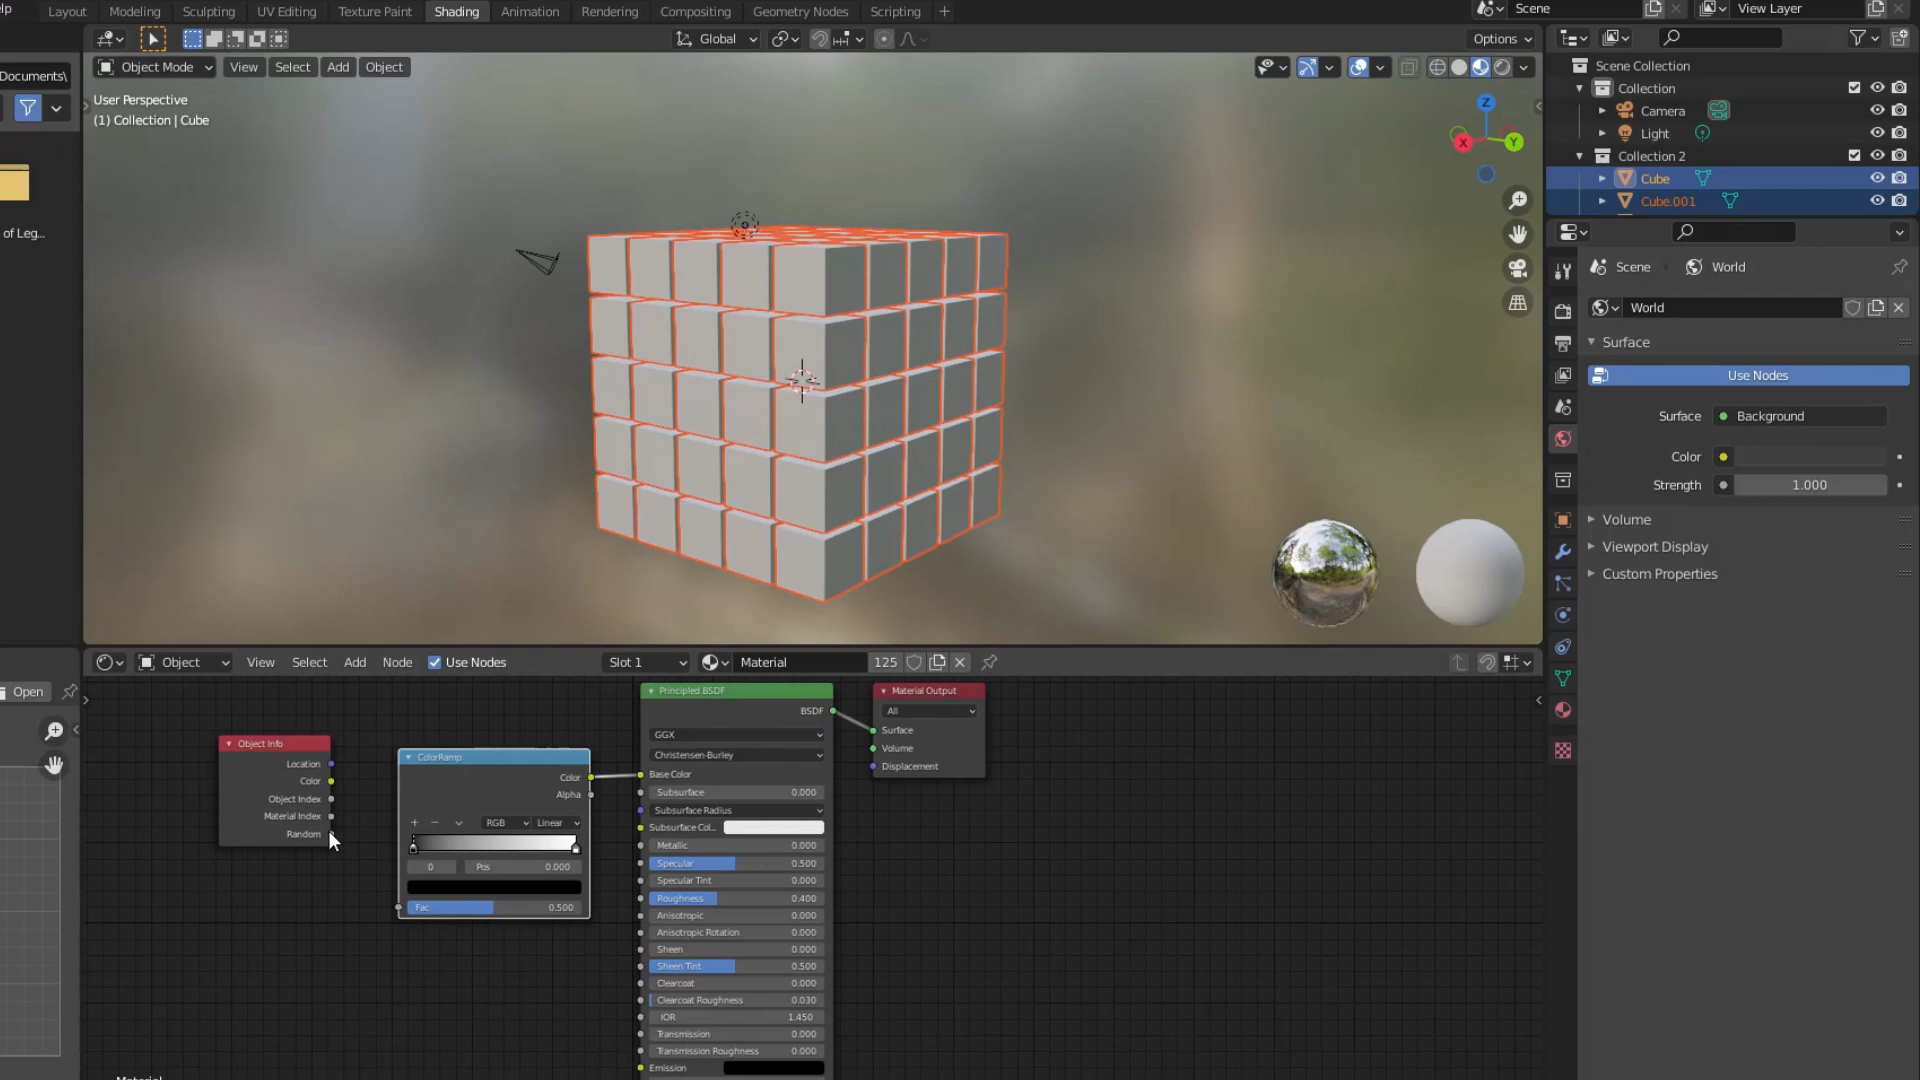 lp Layout Modeling Sculpting UV Editing Texture Paint Shading Animation Rendering Compositing Geometry Nodes Scripting + Scene View Layer
Global Options
Documents\ Object Mode View Select Add Object
User Perspective
(1) Collection | Cube
Z
X
Y
of Leg...
Scene Collection
Collection
Camera
Light
Collection 2
Cube
Cube.001
Scene World
World
Surface
Use Nodes
Surface Background
Color
Strength 1.000
Volume
Viewport Display
Custom Properties
Object View Select Add Node Use Nodes Slot 1 Material 125
Open
Object Info
Location
Color
Object Index
Material Index
Random
ColorRamp
Color
Alpha
+ − RGB Linear
0 Pos 0.000
Fac 0.500
Principled BSDF
BSDF
GGX
Christensen-Burley
Base Color
Subsurface 0.000
Subsurface Radius
Subsurface Col...
Metallic 0.000
Specular 0.500
Specular Tint 0.000
Roughness 0.400
Anisotropic 0.000
Anisotropic Rotation 0.000
Sheen 0.000
Sheen Tint 0.500
Clearcoat 0.000
Clearcoat Roughness 0.030
IOR 1.450
Transmission 0.000
Transmission Roughness 0.000
Emission
Material Output
All
Surface
Volume
Displacement
Material